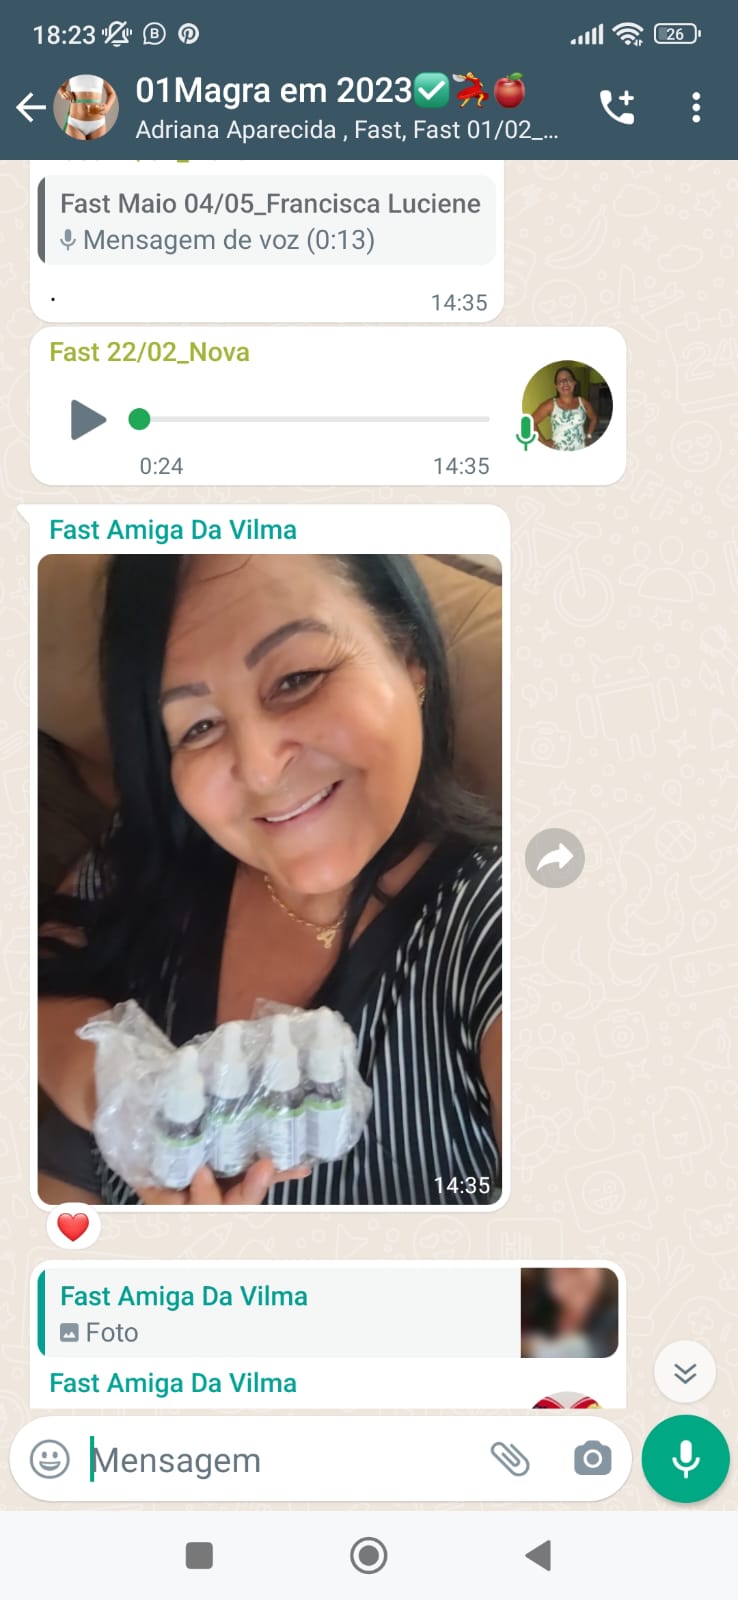 18:23
26
01Magra em 2023✅💃🍎
Adriana Aparecida , Fast, Fast 01/02_...
Fast Maio 04/05_Francisca Luciene
Mensagem de voz (0:13)
.
14:35
Fast 22/02_Nova
0:24
14:35
Fast Amiga Da Vilma
14:35
❤️
Fast Amiga Da Vilma
Foto
Fast Amiga Da Vilma
Mensagem